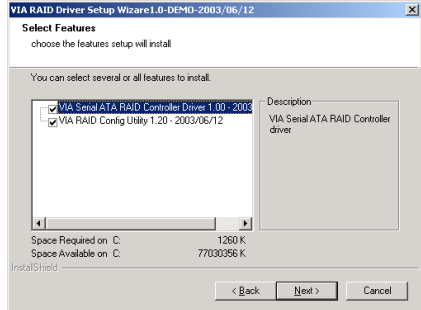 VIA RAID Driver Setup Wizare1.0-DEMO-2003/06/12
Select Features
choose the features setup will install
You can select several or all features to install.
VIA Serial ATA RAID Controller Driver 1.00 - 2003
VIA RAID Config Utility 1.20 - 2003/06/12
Description
VIA Serial ATA RAID Controller
driver
Space Required on C: 1260 K
Space Available on C: 77030356 K
InstallShield
< Back Next > Cancel